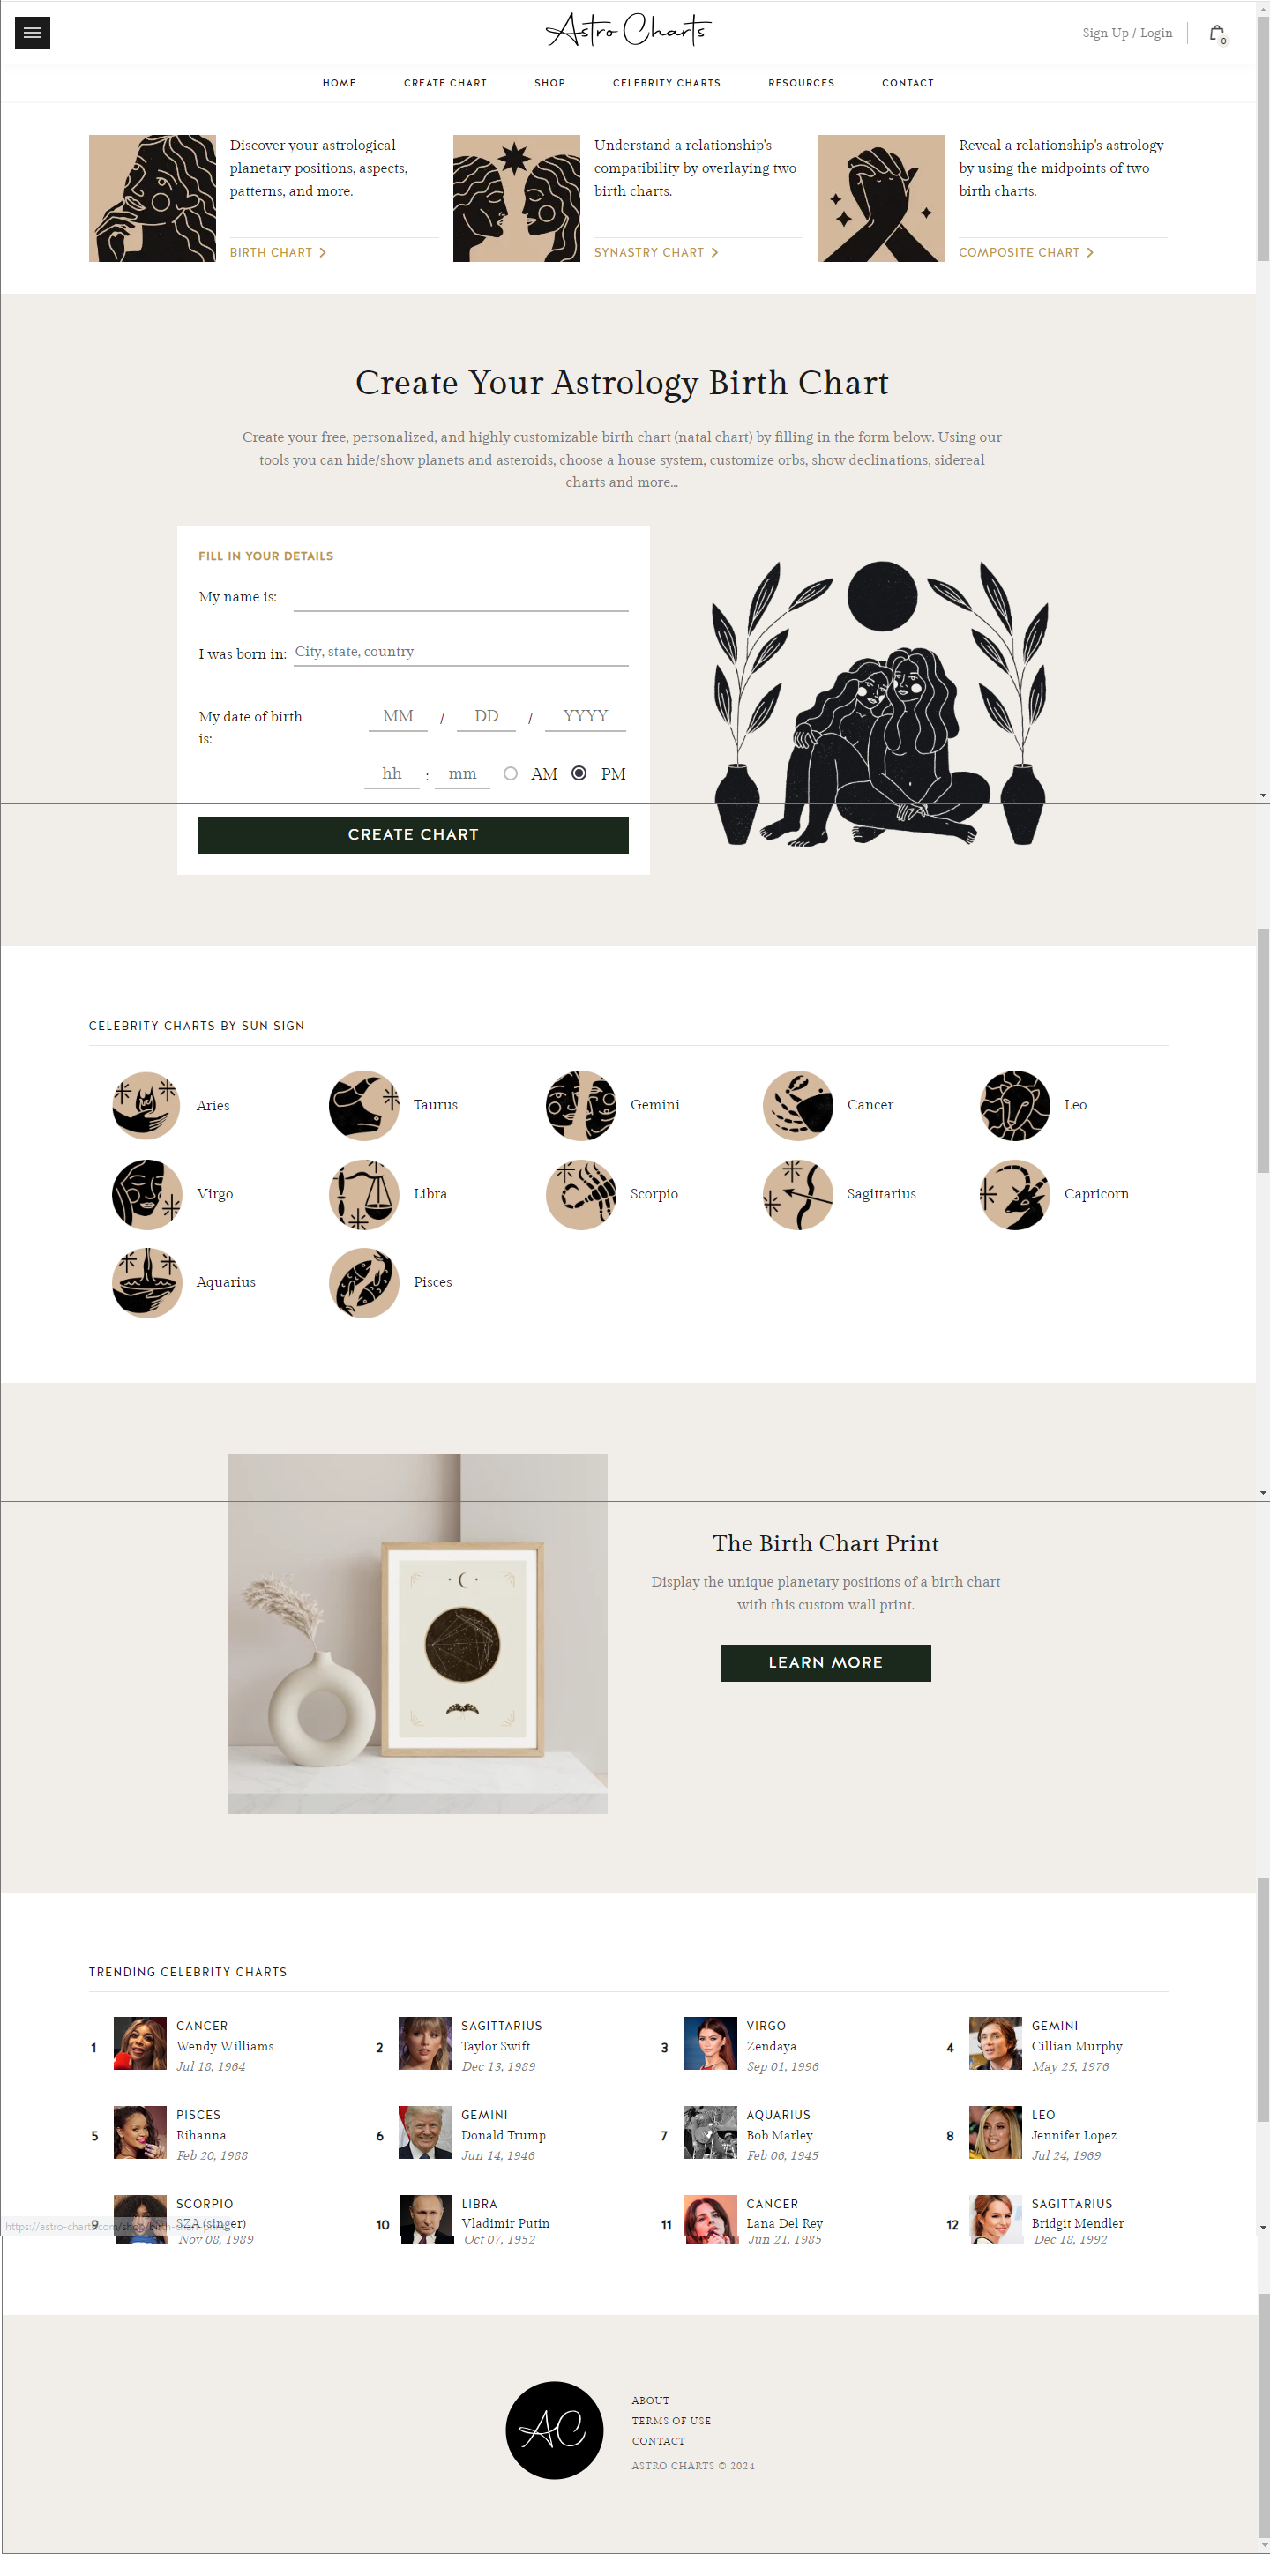 Astro Charts
Sign Up / Login
0
HOME
CREATE CHART
SHOP
CELEBRITY CHARTS
RESOURCES
CONTACT
Discover your astrological
planetary positions, aspects,
patterns, and more.
BIRTH CHART
Understand a relationship's
compatibility by overlaying two
birth charts.
SYNASTRY CHART
Reveal a relationship's astrology
by using the midpoints of two
birth charts.
COMPOSITE CHART
Create Your Astrology Birth Chart
Create your free, personalized, and highly customizable birth chart (natal chart) by filling in the form below. Using our
tools you can hide/show planets and asteroids, choose a house system, customize orbs, show declinations, sidereal
charts and more...
FILL IN YOUR DETAILS
My name is:
I was born in: City, state, country
My date of birth
is:
MM / DD / YYYY
hh : mm AM PM
CREATE CHART
CELEBRITY CHARTS BY SUN SIGN
Aries
Taurus
Gemini
Cancer
Leo
Virgo
Libra
Scorpio
Sagittarius
Capricorn
Aquarius
Pisces
The Birth Chart Print
Display the unique planetary positions of a birth chart
with this custom wall print.
LEARN MORE
TRENDING CELEBRITY CHARTS
1
CANCER
Wendy Williams
Jul 18, 1964
2
SAGITTARIUS
Taylor Swift
Dec 13, 1989
3
VIRGO
Zendaya
Sep 01, 1996
4
GEMINI
Cillian Murphy
May 25, 1976
5
PISCES
Rihanna
Feb 20, 1988
6
GEMINI
Donald Trump
Jun 14, 1946
7
AQUARIUS
Bob Marley
Feb 06, 1945
8
LEO
Jennifer Lopez
Jul 24, 1969
9
SCORPIO
SZA (singer)
Nov 08, 1989
10
LIBRA
Vladimir Putin
Oct 07, 1952
11
CANCER
Lana Del Rey
Jun 21, 1985
12
SAGITTARIUS
Bridgit Mendler
Dec 18, 1992
https://astro-charts.com/shop/birth-chart-print/
AC
ABOUT
TERMS OF USE
CONTACT
ASTRO CHARTS © 2024